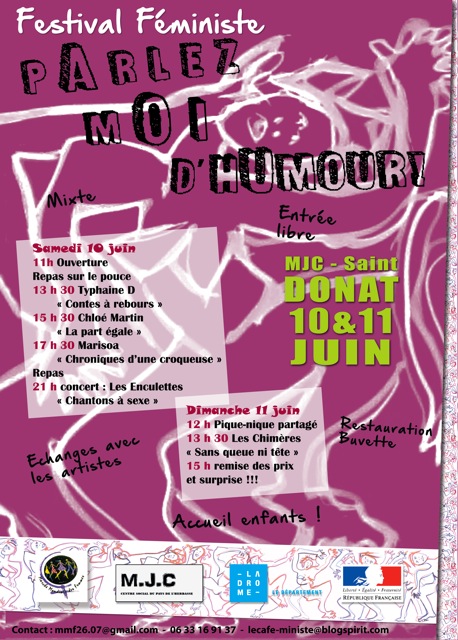 Festival Féministe
PARLEZ
MOI
D'HUMOUR!
Mixte
Entrée
libre
MJC - Saint
DONAT
10 & 11
JUIN
Samedi 10 juin
11h Ouverture
Repas sur le pouce
13 h 30 Typhaine D
« Contes à rebours »
15 h 30 Chloé Martin
« La part égale »
17 h 30 Marisoa
« Chroniques d'une croqueuse »
Repas
21 h concert : Les Enculettes
« Chantons à sexe »
Dimanche 11 juin
12 h Pique-nique partagé
13 h 30 Les Chimères
« Sans queue ni tête »
15 h remise des prix
et surprise !!!
Restauration
Buvette
Echanges avec
les artistes
Accueil enfants !
M.J.C
CENTRE SOCIAL DU PAYS DE L'HERBASSE
LA
DRO
ME
LE DÉPARTEMENT
Liberté • Égalité • Fraternité
RÉPUBLIQUE FRANÇAISE
Contact : mmf26.07@gmail.com - 06 33 16 91 37 - lecafe-ministe@blogspirit.com